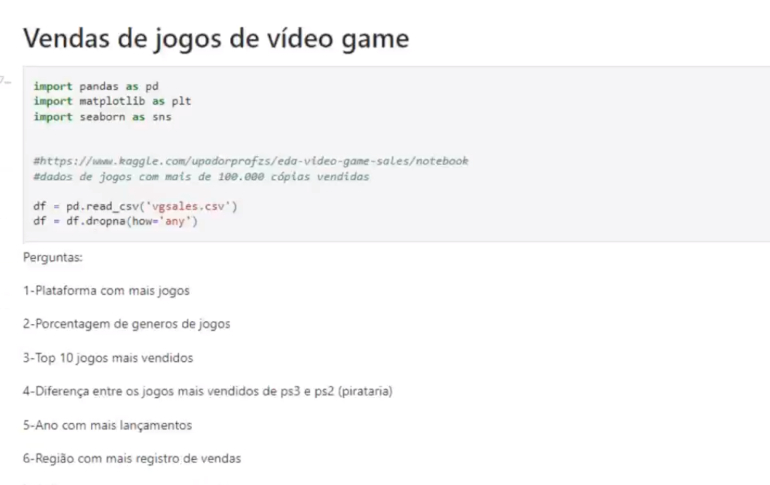 Vendas de jogos de vídeo game
import pandas as pd
import matplotlib as plt
import seaborn as sns
#https://www.kaggle.com/upadorprofzs/eda-video-game-sales/notebook
#dados de jogos com mais de 100.000 cópias vendidas
df = pd.read_csv('vgsales.csv')
df = df.dropna(how='any')
Perguntas:
1-Plataforma com mais jogos
2-Porcentagem de generos de jogos
3-Top 10 jogos mais vendidos
4-Diferença entre os jogos mais vendidos de ps3 e ps2 (pirataria)
5-Ano com mais lançamentos
6-Região com mais registro de vendas